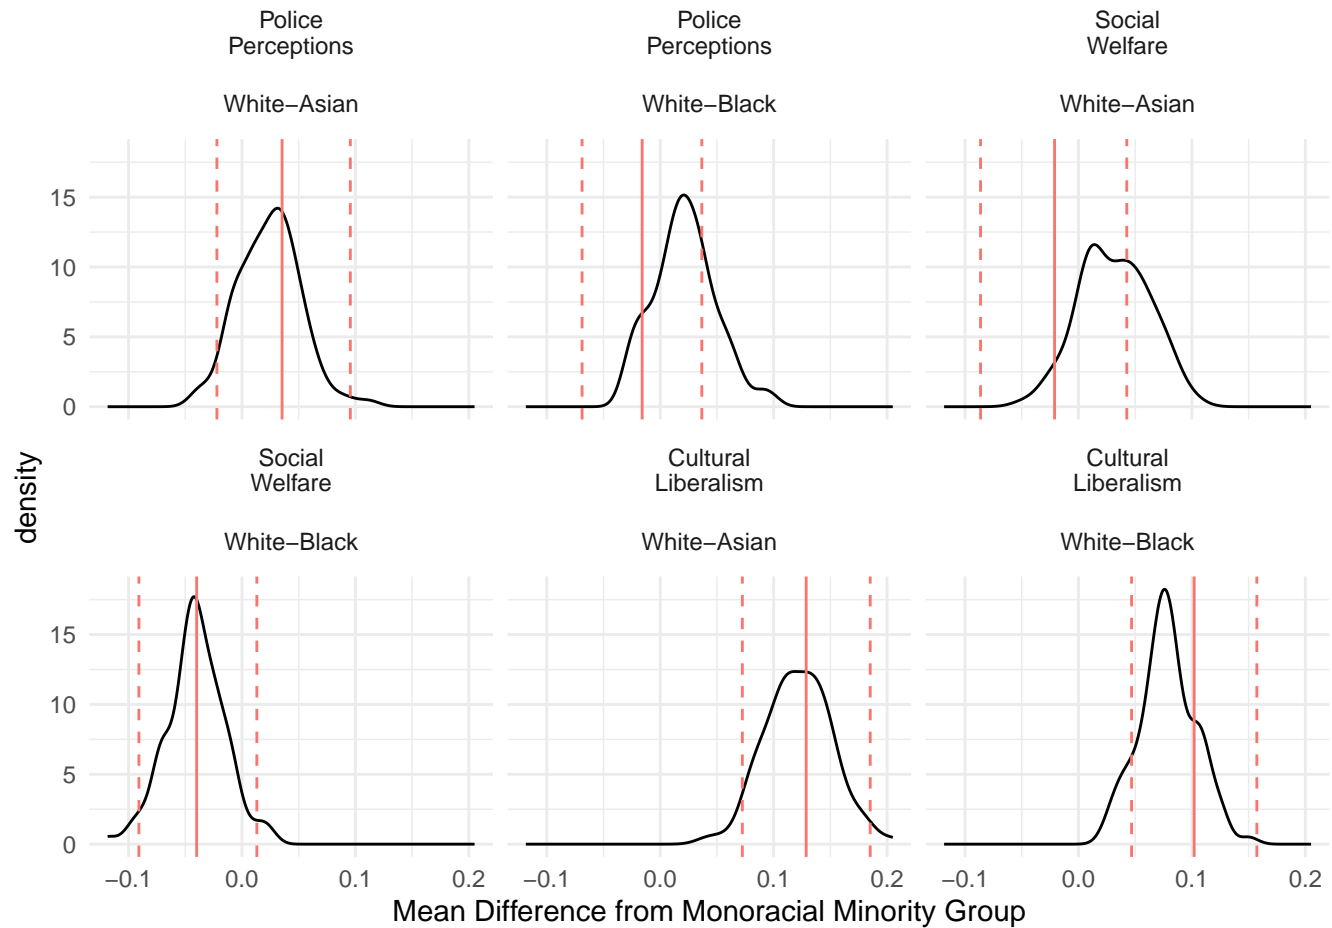 Police
Perceptions
White−Asian
Police
Perceptions
White−Black
Social
Welfare
White−Asian
15
10
5
0
density
Social
Welfare
White−Black
Cultural
Liberalism
White−Asian
Cultural
Liberalism
White−Black
15
10
5
0
−0.1 0.0 0.1 0.2 −0.1 0.0 0.1 0.2 −0.1 0.0 0.1 0.2
Mean Difference from Monoracial Minority Group